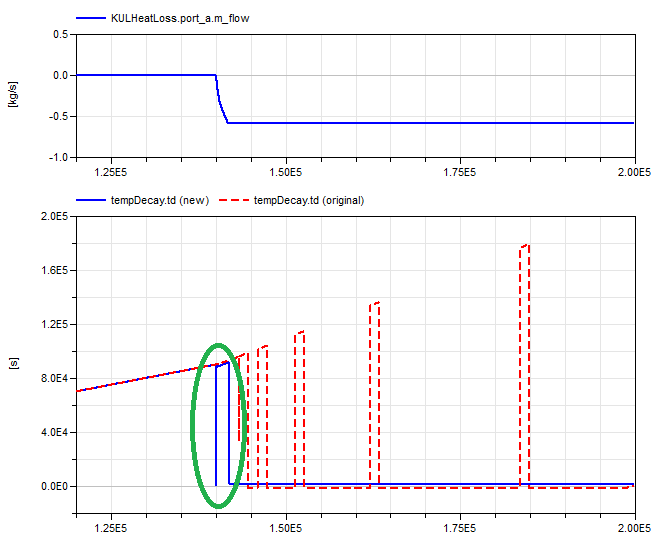 KULHeatLoss.port_a.m_flow
0.5
0.0
-0.5
-1.0
[kg/s]
1.25E5 1.50E5 1.75E5 2.00E5
tempDecay.td (new) tempDecay.td (original)
2.0E5
1.6E5
1.2E5
8.0E4
4.0E4
0.0E0
[s]
1.25E5 1.50E5 1.75E5 2.00E5